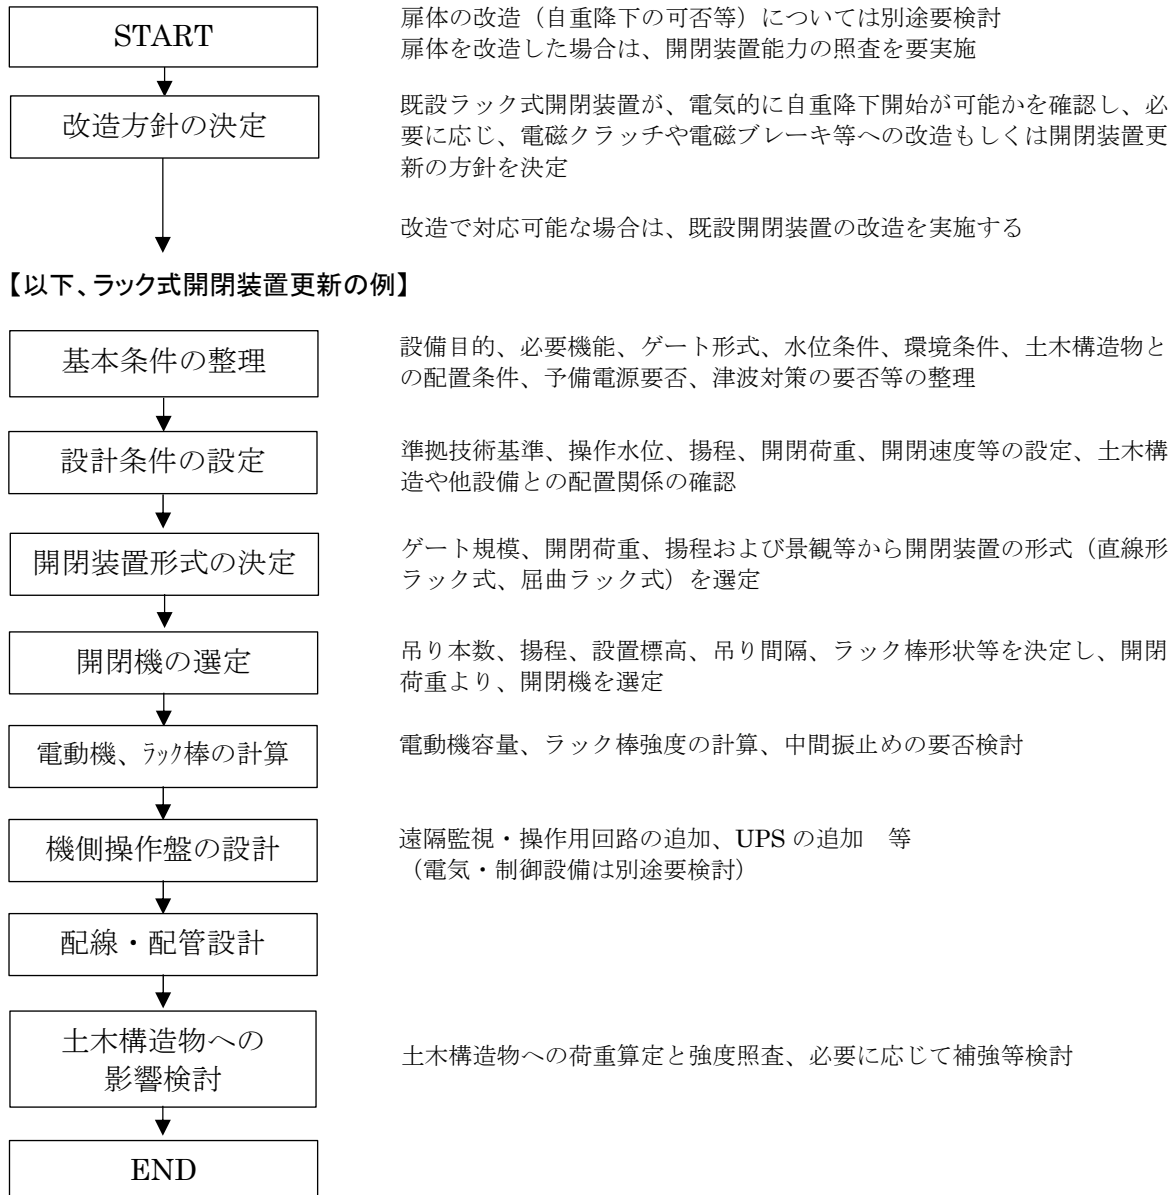 START
扉体の改造（自重降下の可否等）については別途要検討
扉体を改造した場合は、開閉装置能力の照査を要実施
改造方針の決定
既設ラック式開閉装置が、電気的に自重降下開始が可能かを確認し、必
要に応じ、電磁クラッチや電磁ブレーキ等への改造もしくは開閉装置更
新の方針を決定
改造で対応可能な場合は、既設開閉装置の改造を実施する
【以下、ラック式開閉装置更新の例】
基本条件の整理
設備目的、必要機能、ゲート形式、水位条件、環境条件、土木構造物と
の配置条件、予備電源要否、津波対策の要否等の整理
設計条件の設定
準拠技術基準、操作水位、揚程、開閉荷重、開閉速度等の設定、土木構
造や他設備との配置関係の確認
開閉装置形式の決定
ゲート規模、開閉荷重、揚程および景観等から開閉装置の形式（直線形
ラック式、屈曲ラック式）を選定
開閉機の選定
吊り本数、揚程、設置標高、吊り間隔、ラック棒形状等を決定し、開閉
荷重より、開閉機を選定
電動機、ﾗｯｸ棒の計算
電動機容量、ラック棒強度の計算、中間振止めの要否検討
機側操作盤の設計
遠隔監視・操作用回路の追加、UPS の追加　等
（電気・制御設備は別途要検討）
配線・配管設計
土木構造物への
影響検討
土木構造物への荷重算定と強度照査、必要に応じて補強等検討
END